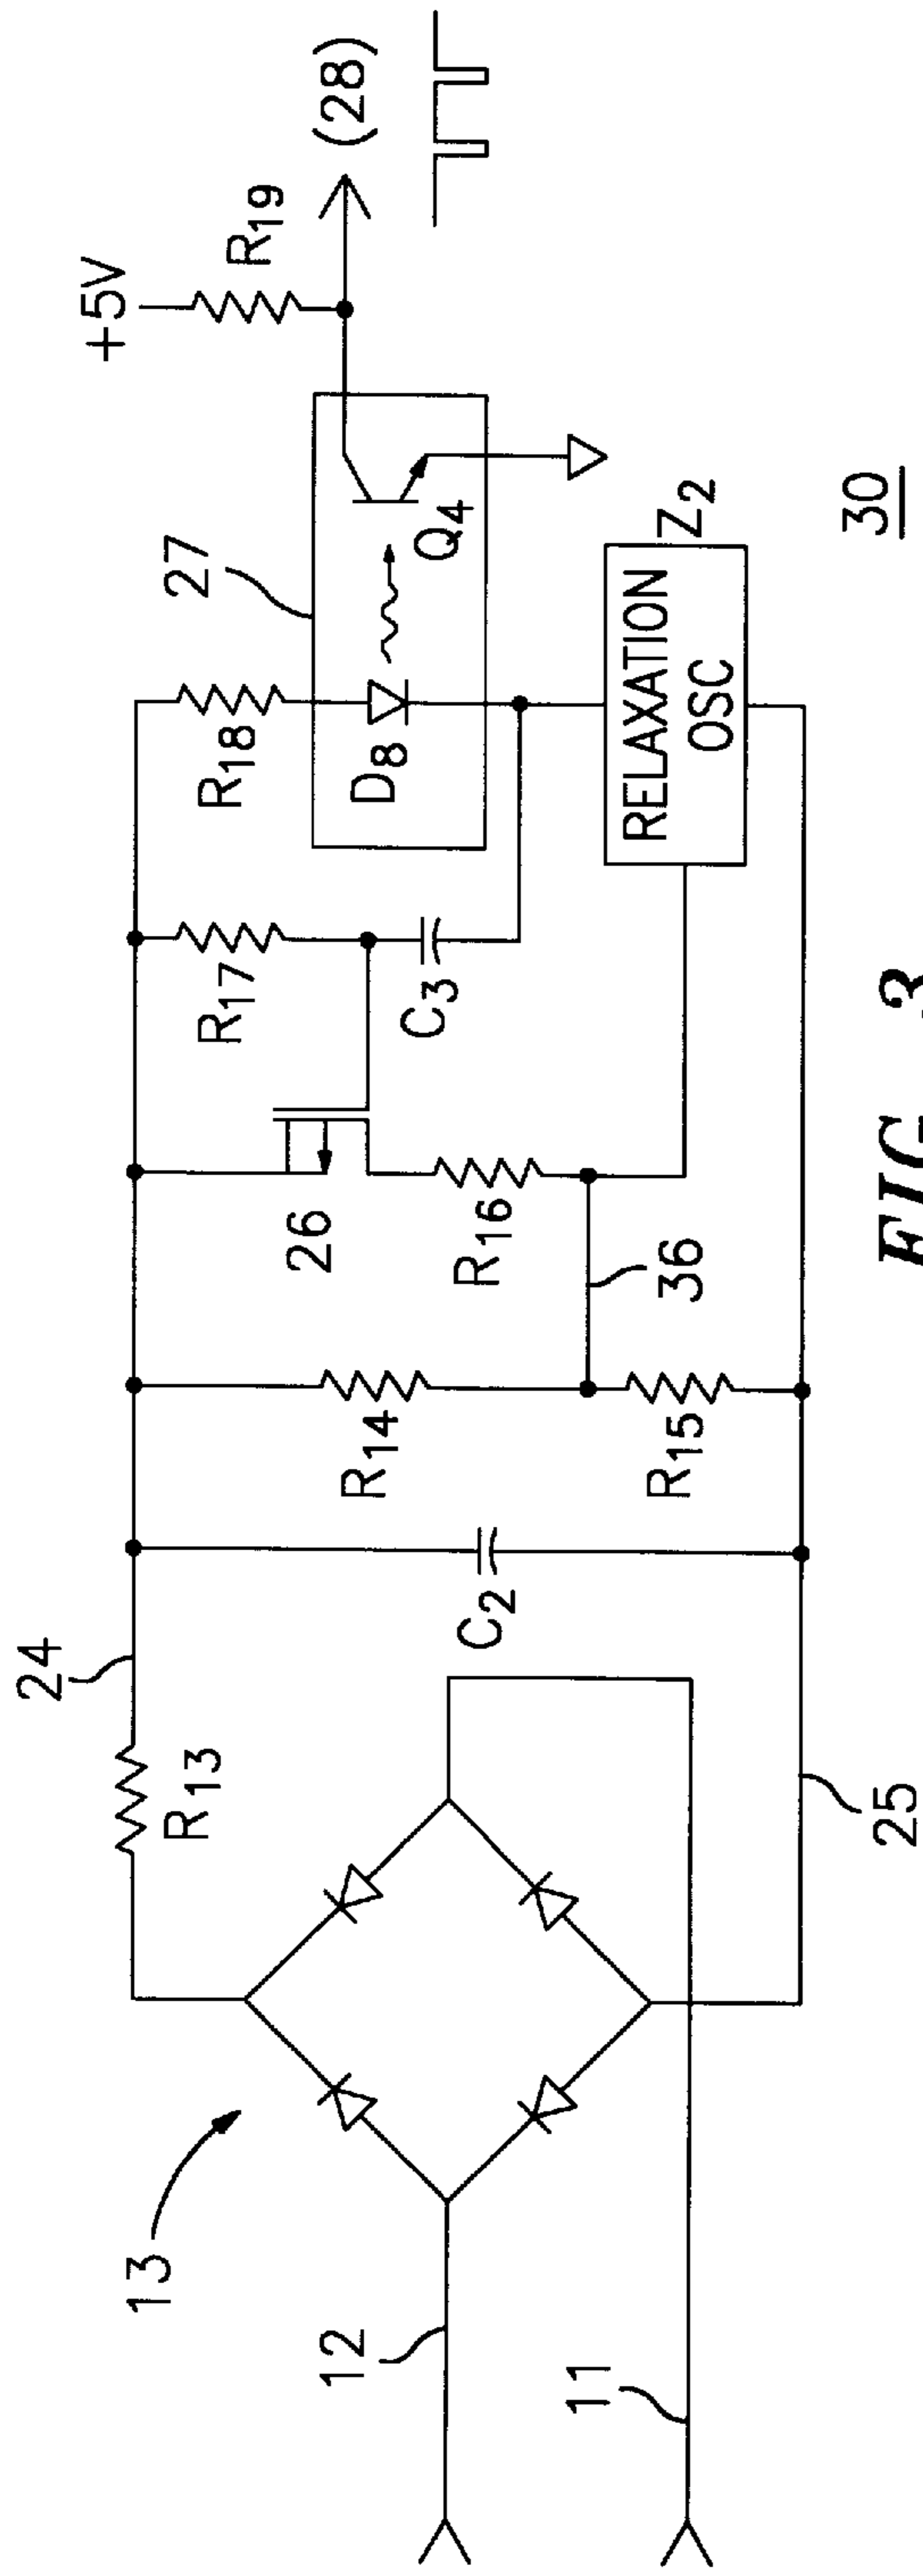 +5V
R19
(28)
27
R18
D8
Q4
RELAXATION
OSC
Z2
30
R17
C3
26
R16
36
R14
R15
24
C2
R13
25
13
12
11
FIG. 3